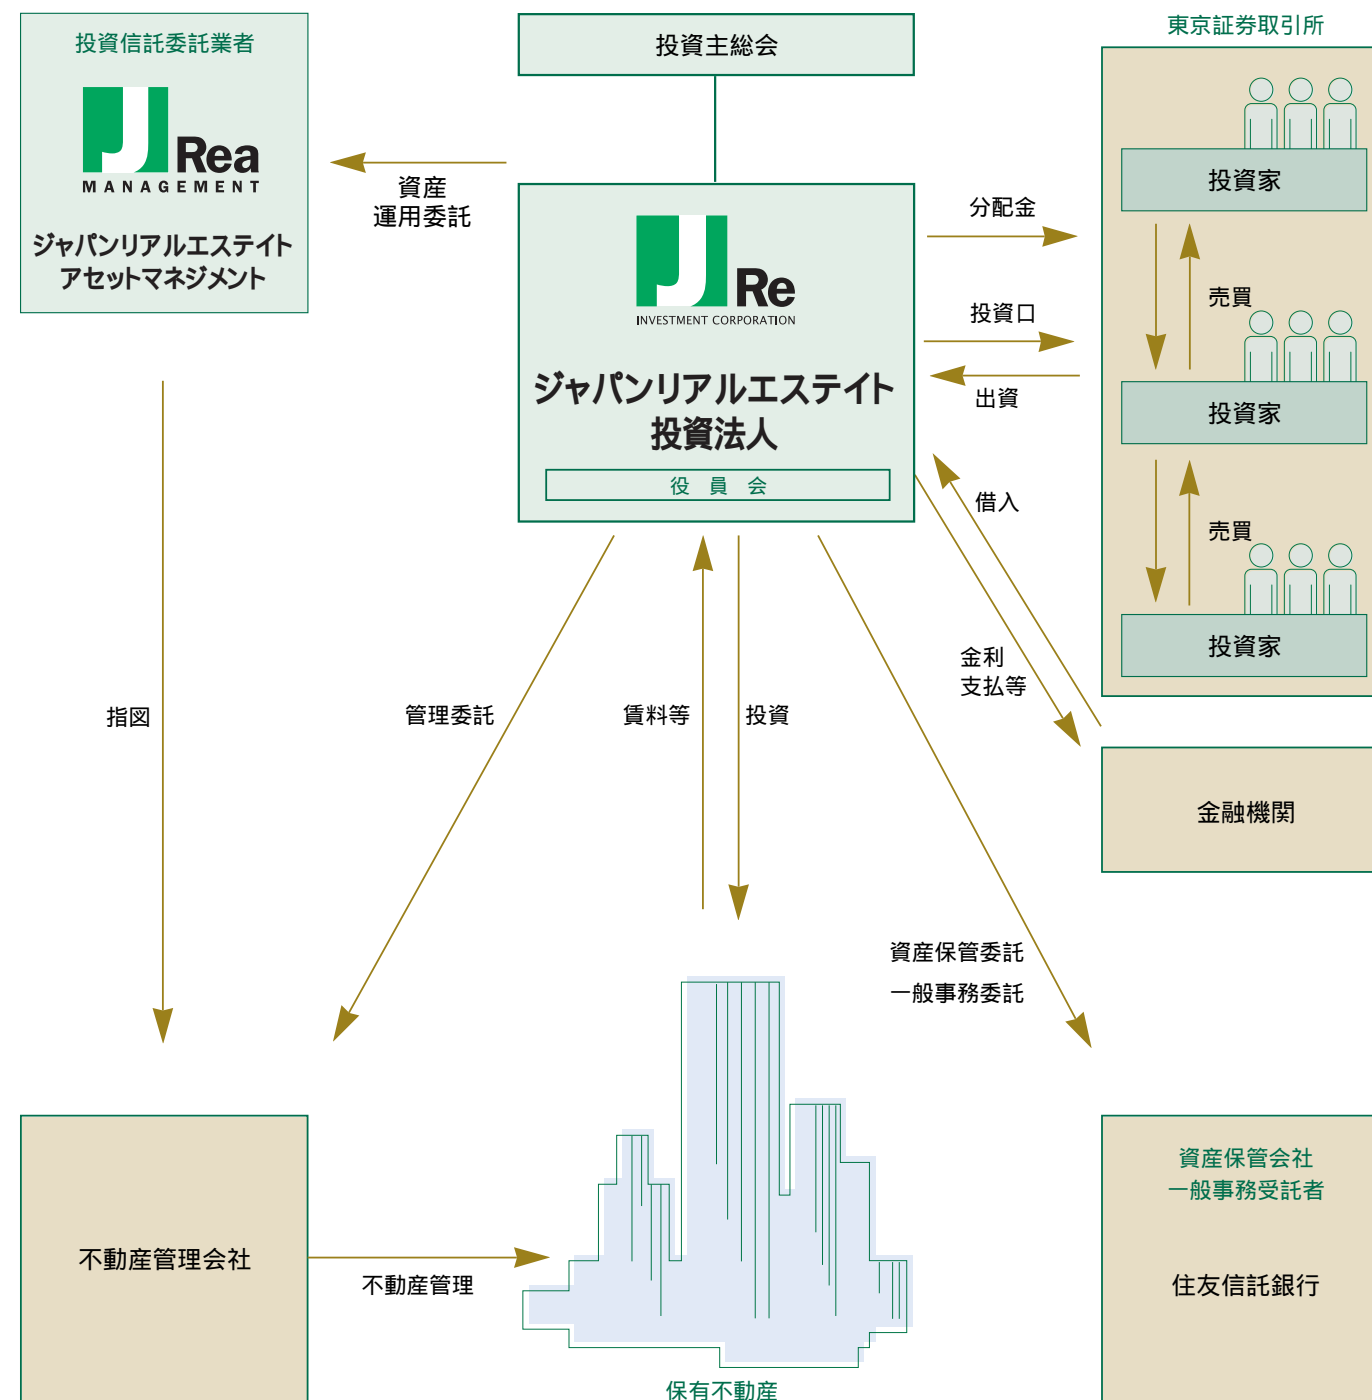 投資信託委託業者
J Rea
MANAGEMENT
ジャパンリアルエステイト
アセットマネジメント
投資主総会
東京証券取引所
資産
運用委託
J Re
INVESTMENT CORPORATION
ジャパンリアルエステイト
投資法人
役員会
分配金
投資口
出資
投資家
売買
投資家
売買
投資家
借入
金利
支払等
金融機関
指図
管理委託
賃料等
投資
資産保管委託
一般事務委託
不動産管理会社
不動産管理
保有不動産
資産保管会社
一般事務受託者
住友信託銀行